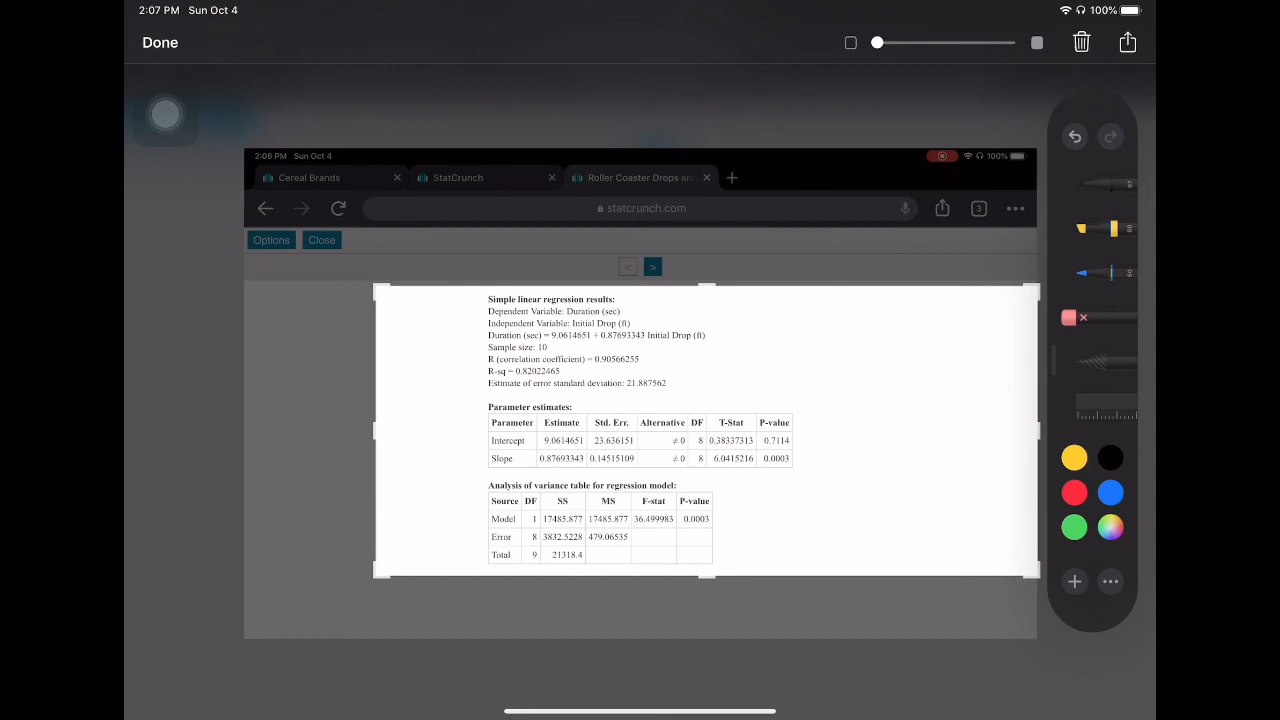 2:07 PM Sun Oct 4
100%
Done
2:06 PM Sun Oct 4
100%
Cereal Brands
StatCrunch
Roller Coaster Drops an
statcrunch.com
3
Options
Close
< >
Simple linear regression results:
Dependent Variable: Duration (sec)
Independent Variable: Initial Drop (ft)
Duration (sec) = 9.0614651 + 0.87693343 Initial Drop (ft)
Sample size: 10
R (correlation coefficient) = 0.90566255
R-sq = 0.82022465
Estimate of error standard deviation: 21.887562
Parameter estimates:
Parameter Estimate Std. Err. Alternative DF T-Stat P-value
Intercept 9.0614651 23.636151 ≠ 0 8 0.38337313 0.7114
Slope 0.87693343 0.14515109 ≠ 0 8 6.0415216 0.0003
Analysis of variance table for regression model:
Source DF SS MS F-stat P-value
Model 1 17485.877 17485.877 36.499983 0.0003
Error 8 3832.5228 479.06535
Total 9 21318.4
97
80
50